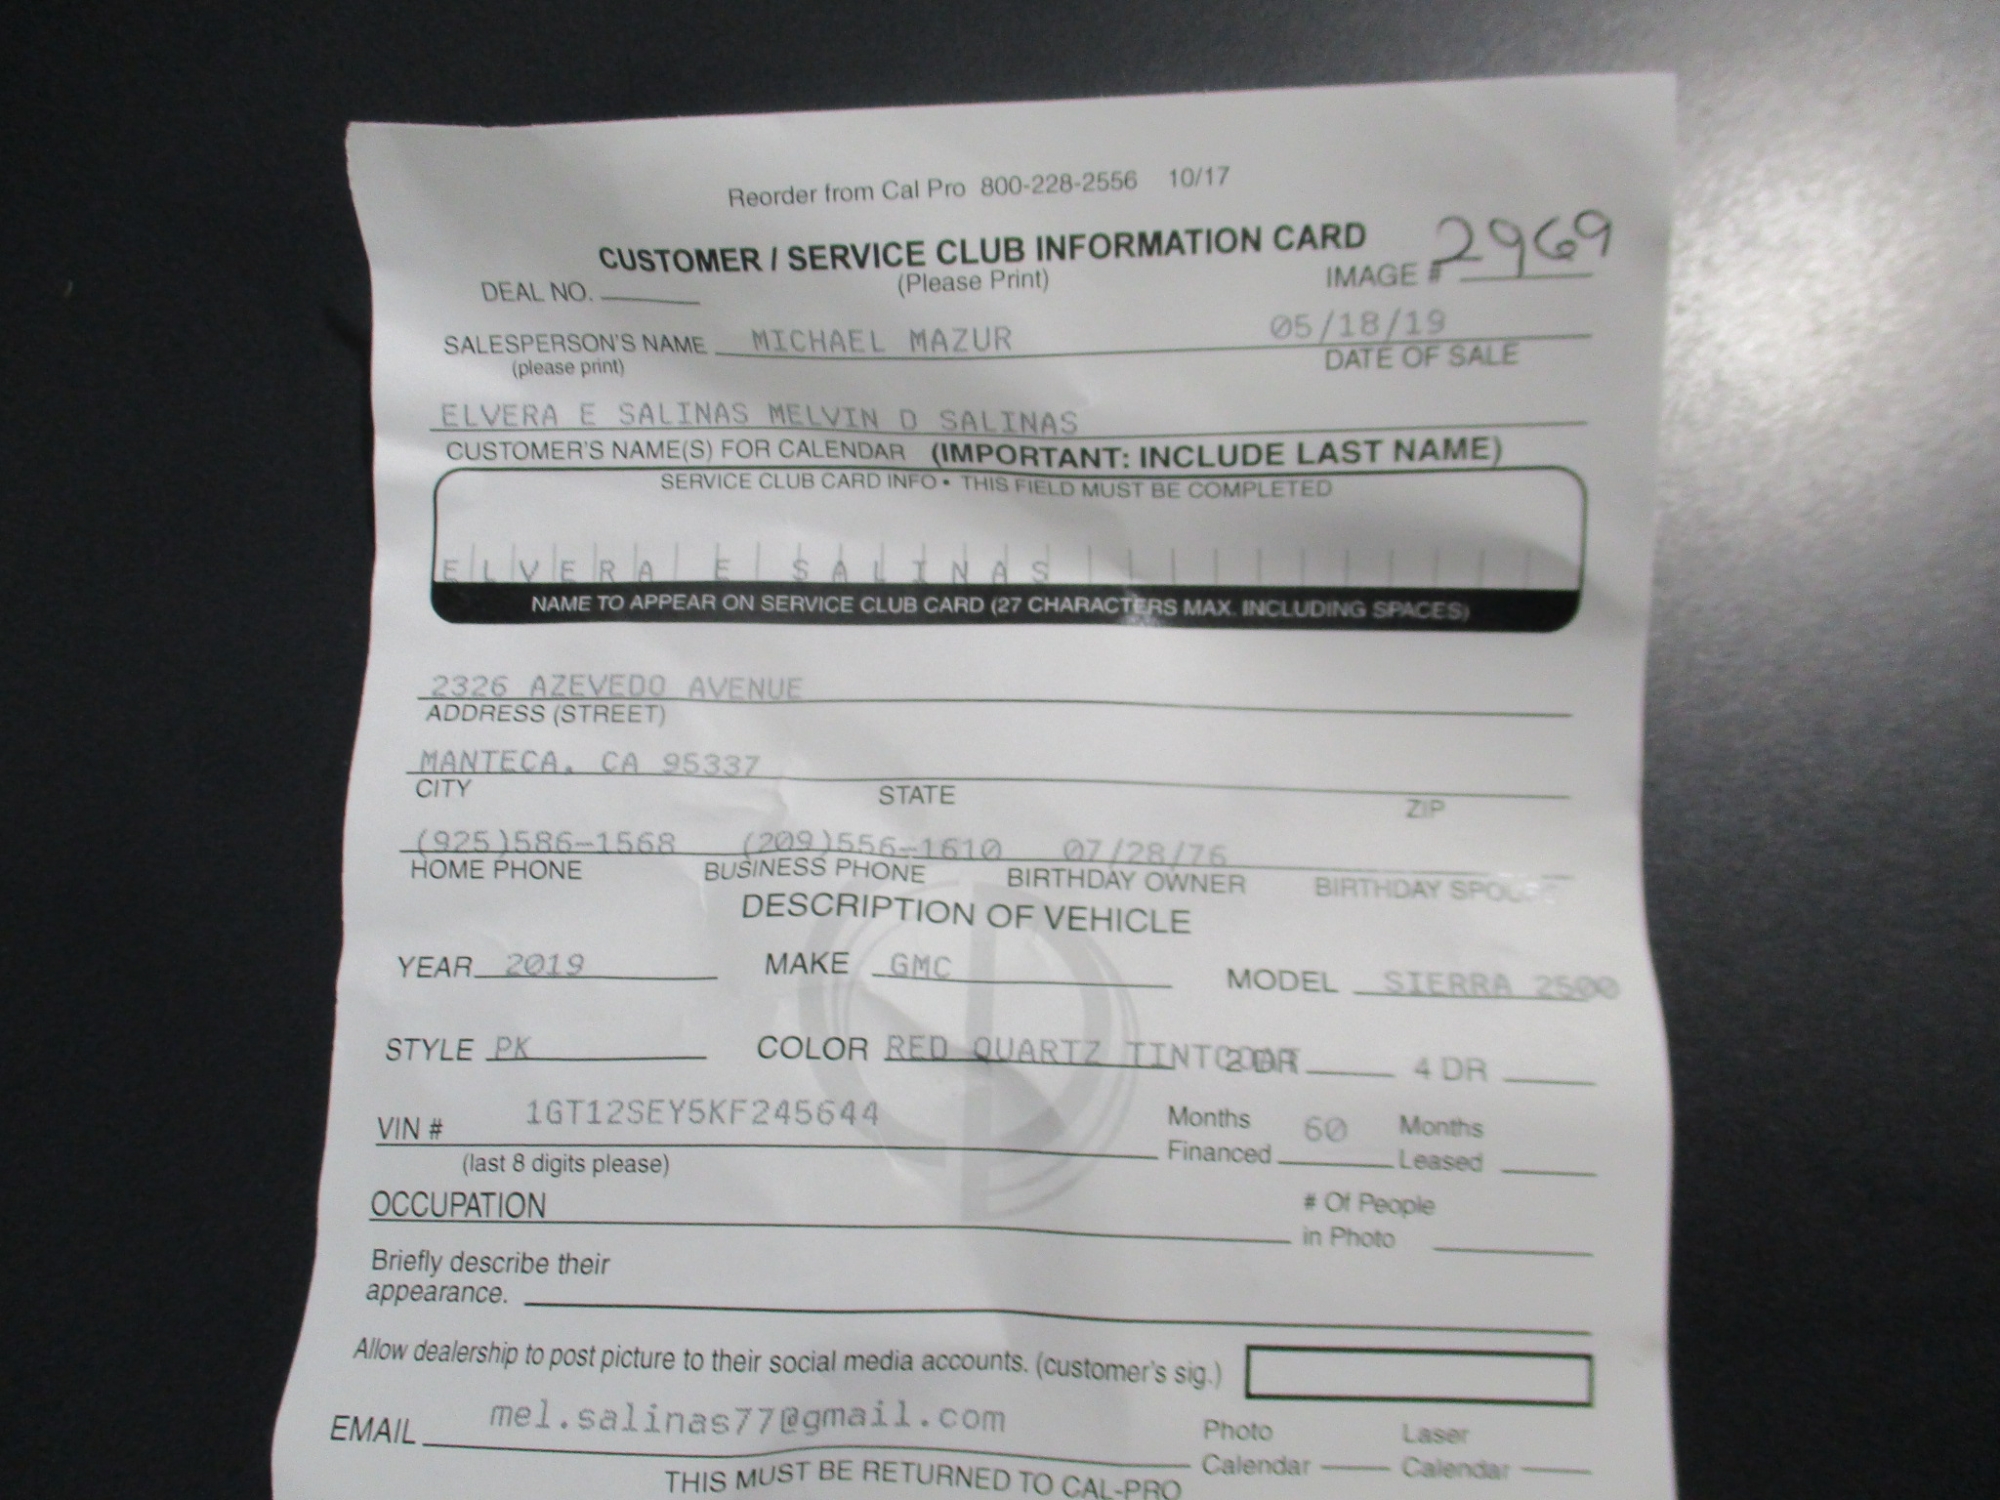 Reorder from Cal Pro 800-228-2556 10/17
CUSTOMER / SERVICE CLUB INFORMATION CARD
(Please Print)
DEAL NO.
IMAGE # 2969
SALESPERSON'S NAME MICHAEL MAZUR 05/18/19
(please print) DATE OF SALE
ELVERA E SALINAS MELVIN D SALINAS
CUSTOMER'S NAME(S) FOR CALENDAR (IMPORTANT: INCLUDE LAST NAME)
SERVICE CLUB CARD INFO • THIS FIELD MUST BE COMPLETED
ELVERA E SALINAS
NAME TO APPEAR ON SERVICE CLUB CARD (27 CHARACTERS MAX. INCLUDING SPACES)
2326 AZEVEDO AVENUE
ADDRESS (STREET)
MANTECA, CA 95337
CITY STATE ZIP
(925)586-1568 (209)556-1610 07/28/76
HOME PHONE BUSINESS PHONE BIRTHDAY OWNER BIRTHDAY SPOUSE
DESCRIPTION OF VEHICLE
YEAR 2019 MAKE GMC MODEL SIERRA 2500
STYLE PK COLOR RED QUARTZ TINTCOAT 2 DR 4 DR
VIN # 1GT12SEY5KF245644 Months Financed 60 Months Leased
(last 8 digits please)
OCCUPATION # Of People in Photo
Briefly describe their
appearance.
Allow dealership to post picture to their social media accounts. (customer's sig.)
EMAIL mel.salinas77@gmail.com Photo Calendar Laser Calendar
THIS MUST BE RETURNED TO CAL-PRO